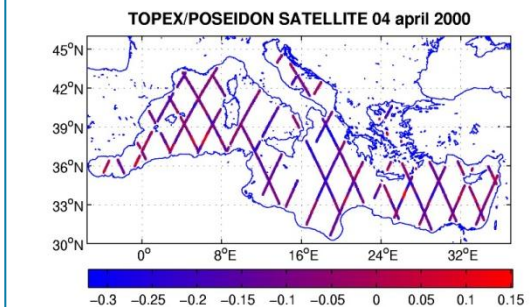 TOPEX/POSEIDON SATELLITE 04 april 2000
45°N
42°N
39°N
36°N
33°N
30°N
0° 8°E 16°E 24°E 32°E
−0.3 −0.25 −0.2 −0.15 −0.1 −0.05 0 0.05 0.1 0.15